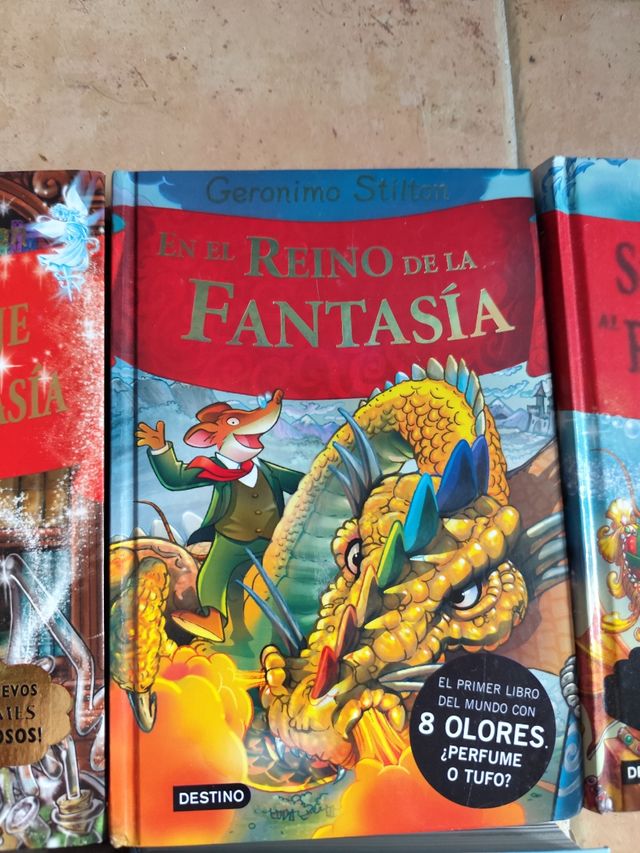 Geronimo Stilton
EN EL REINO DE LA
FANTASÍA
EL PRIMER LIBRO
DEL MUNDO CON
8 OLORES.
¿PERFUME
O TUFO?
DESTINO